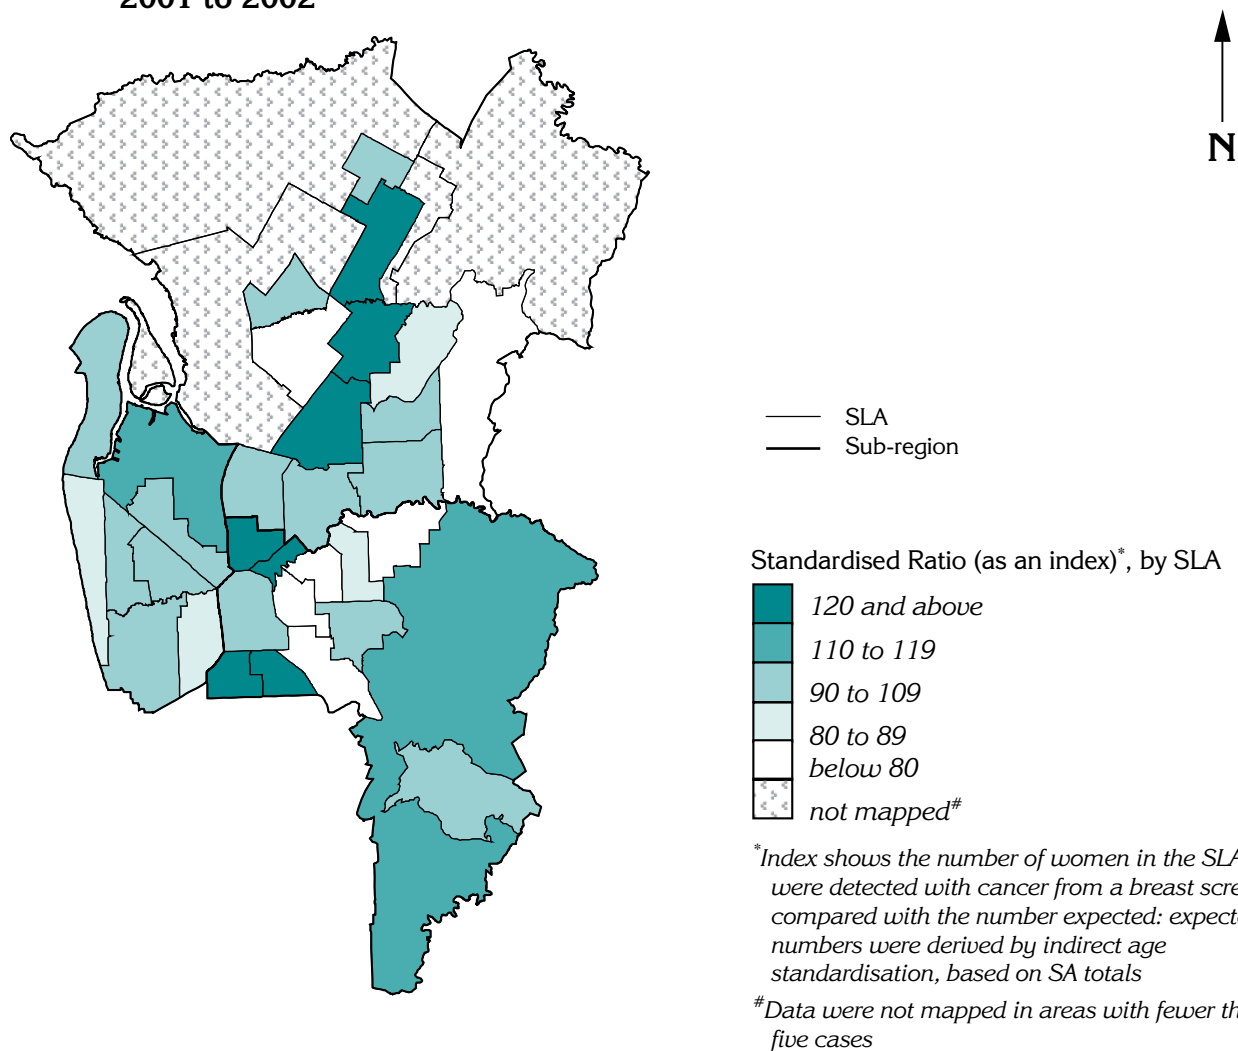 2001 to 2002
N
SLA
Sub-region
Standardised Ratio (as an index)*, by SLA
120 and above
110 to 119
90 to 109
80 to 89
below 80
not mapped#
*Index shows the number of women in the SLA
were detected with cancer from a breast scre
compared with the number expected: expect
numbers were derived by indirect age
standardisation, based on SA totals
#Data were not mapped in areas with fewer th
five cases